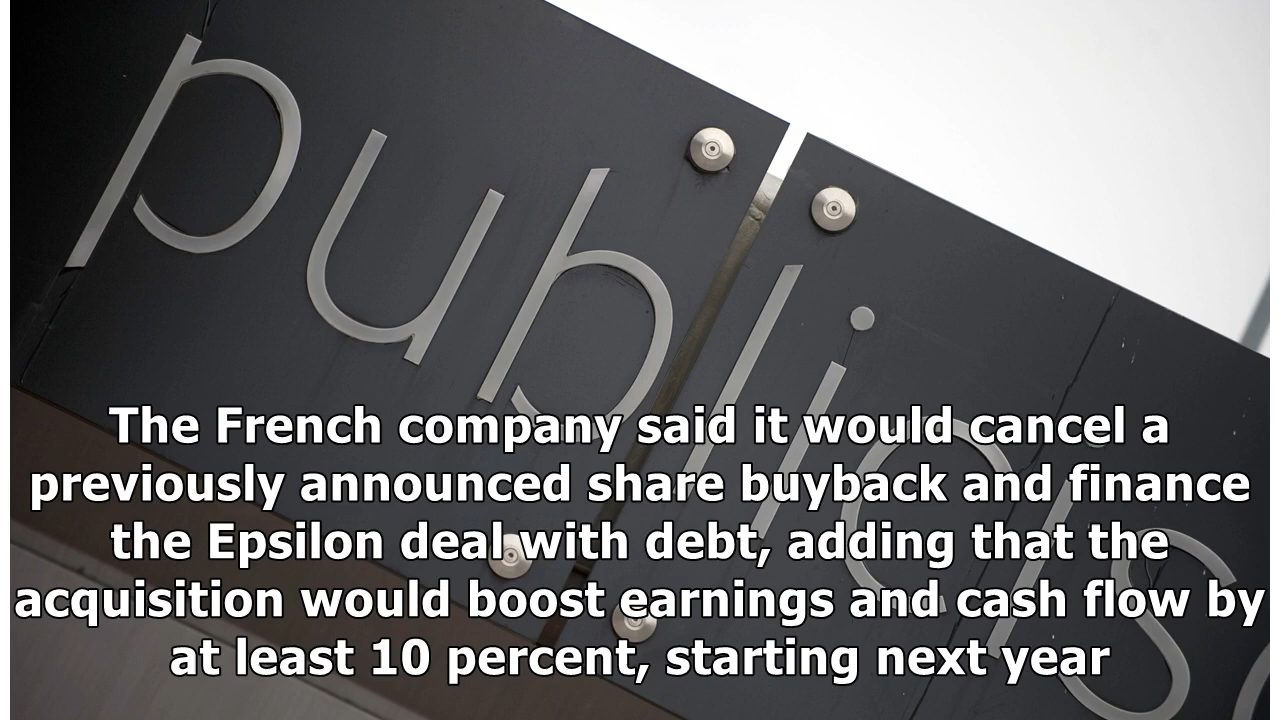 publicis
The French company said it would cancel a
previously announced share buyback and finance
the Epsilon deal with debt, adding that the
acquisition would boost earnings and cash flow by
at least 10 percent, starting next year